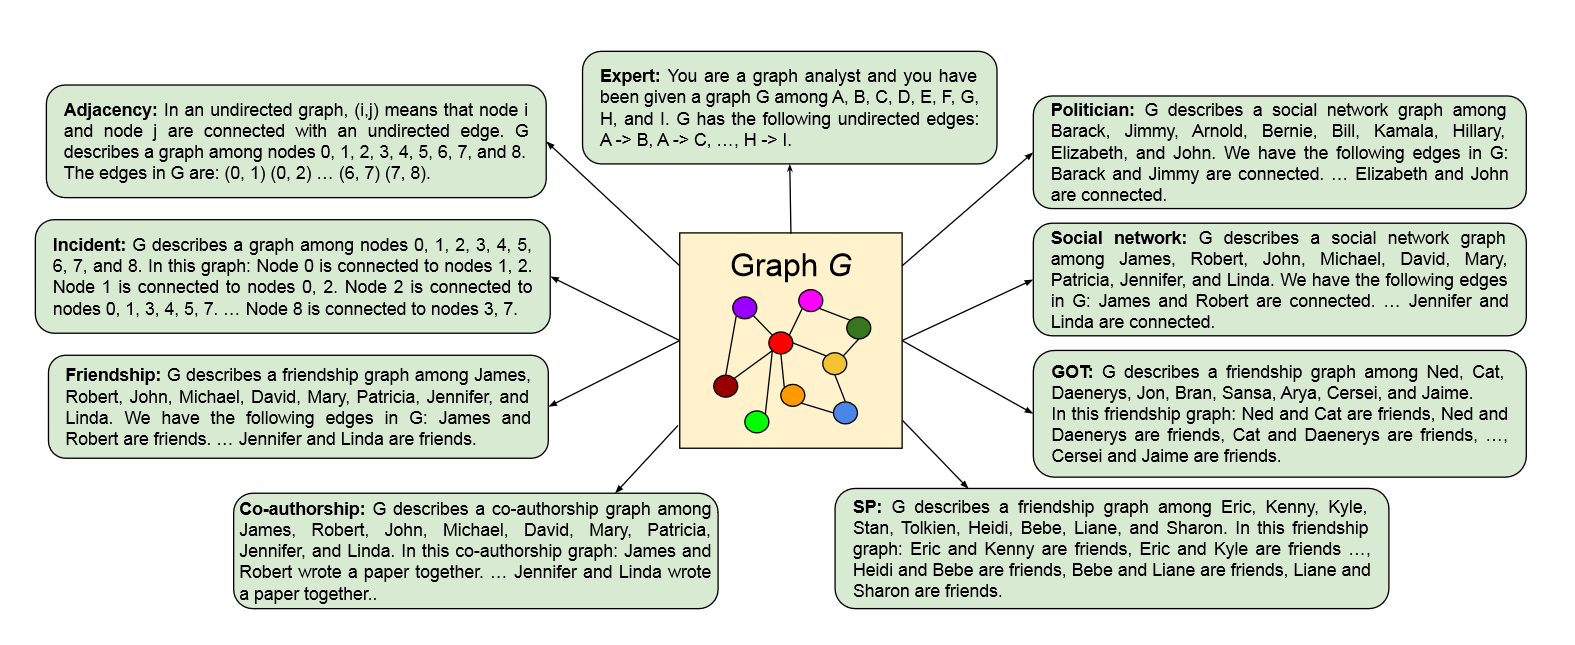 Expert: You are a graph analyst and you have
been given a graph G among A, B, C, D, E, F, G,
H, and I. G has the following undirected edges:
A -> B, A -> C, …, H -> I.
Adjacency: In an undirected graph, (i,j) means that node i
and node j are connected with an undirected edge. G
describes a graph among nodes 0, 1, 2, 3, 4, 5, 6, 7, and 8.
The edges in G are: (0, 1) (0, 2) … (6, 7) (7, 8).
Politician: G describes a social network graph among
Barack, Jimmy, Arnold, Bernie, Bill, Kamala, Hillary,
Elizabeth, and John. We have the following edges in G:
Barack and Jimmy are connected. … Elizabeth and John
are connected.
Incident: G describes a graph among nodes 0, 1, 2, 3, 4, 5,
6, 7, and 8. In this graph: Node 0 is connected to nodes 1, 2.
Node 1 is connected to nodes 0, 2. Node 2 is connected to
nodes 0, 1, 3, 4, 5, 7. … Node 8 is connected to nodes 3, 7.
Graph G
Social network: G describes a social network graph
among James, Robert, John, Michael, David, Mary,
Patricia, Jennifer, and Linda. We have the following edges
in G: James and Robert are connected. … Jennifer and
Linda are connected.
Friendship: G describes a friendship graph among James,
Robert, John, Michael, David, Mary, Patricia, Jennifer, and
Linda. We have the following edges in G: James and
Robert are friends. … Jennifer and Linda are friends.
GOT: G describes a friendship graph among Ned, Cat,
Daenerys, Jon, Bran, Sansa, Arya, Cersei, and Jaime.
In this friendship graph: Ned and Cat are friends, Ned and
Daenerys are friends, Cat and Daenerys are friends, …,
Cersei and Jaime are friends.
Co-authorship: G describes a co-authorship graph among
James, Robert, John, Michael, David, Mary, Patricia,
Jennifer, and Linda. In this co-authorship graph: James and
Robert wrote a paper together. … Jennifer and Linda wrote
a paper together..
SP: G describes a friendship graph among Eric, Kenny, Kyle,
Stan, Tolkien, Heidi, Bebe, Liane, and Sharon. In this friendship
graph: Eric and Kenny are friends, Eric and Kyle are friends …,
Heidi and Bebe are friends, Bebe and Liane are friends, Liane and
Sharon are friends.